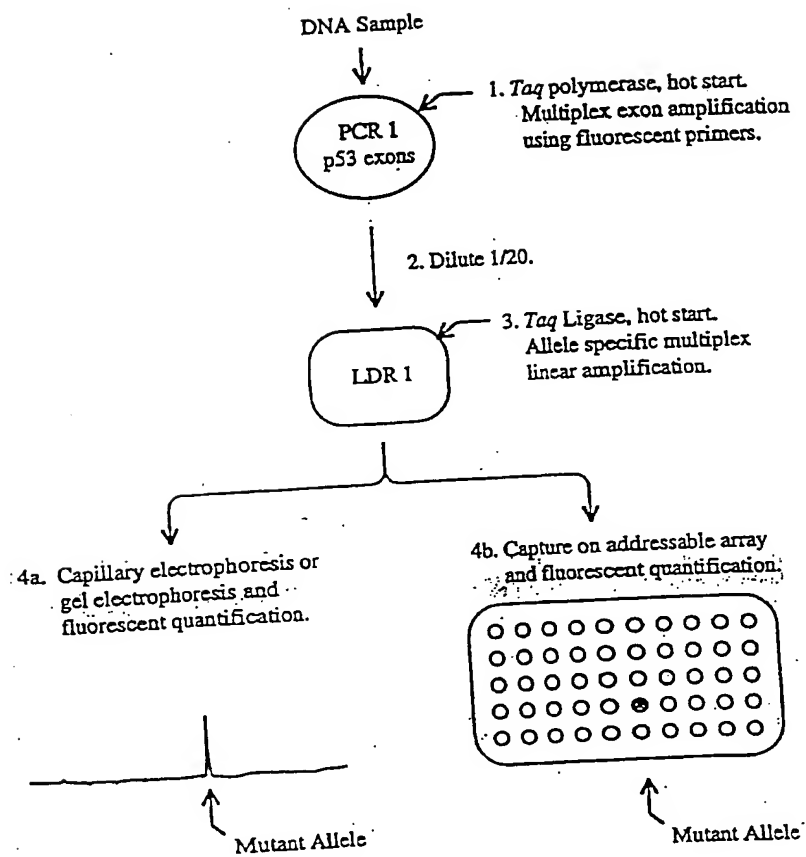 DNA Sample
1. Taq polymerase, hot start.
Multiplex exon amplification
using fluorescent primers.
PCR 1
p53 exons
2. Dilute 1/20.
3. Taq Ligase, hot start.
Allele specific multiplex
linear amplification.
LDR 1
4a. Capillary electrophoresis or
gel electrophoresis and
fluorescent quantification.
4b. Capture on addressable array
and fluorescent quantification.
Mutant Allele
Mutant Allele